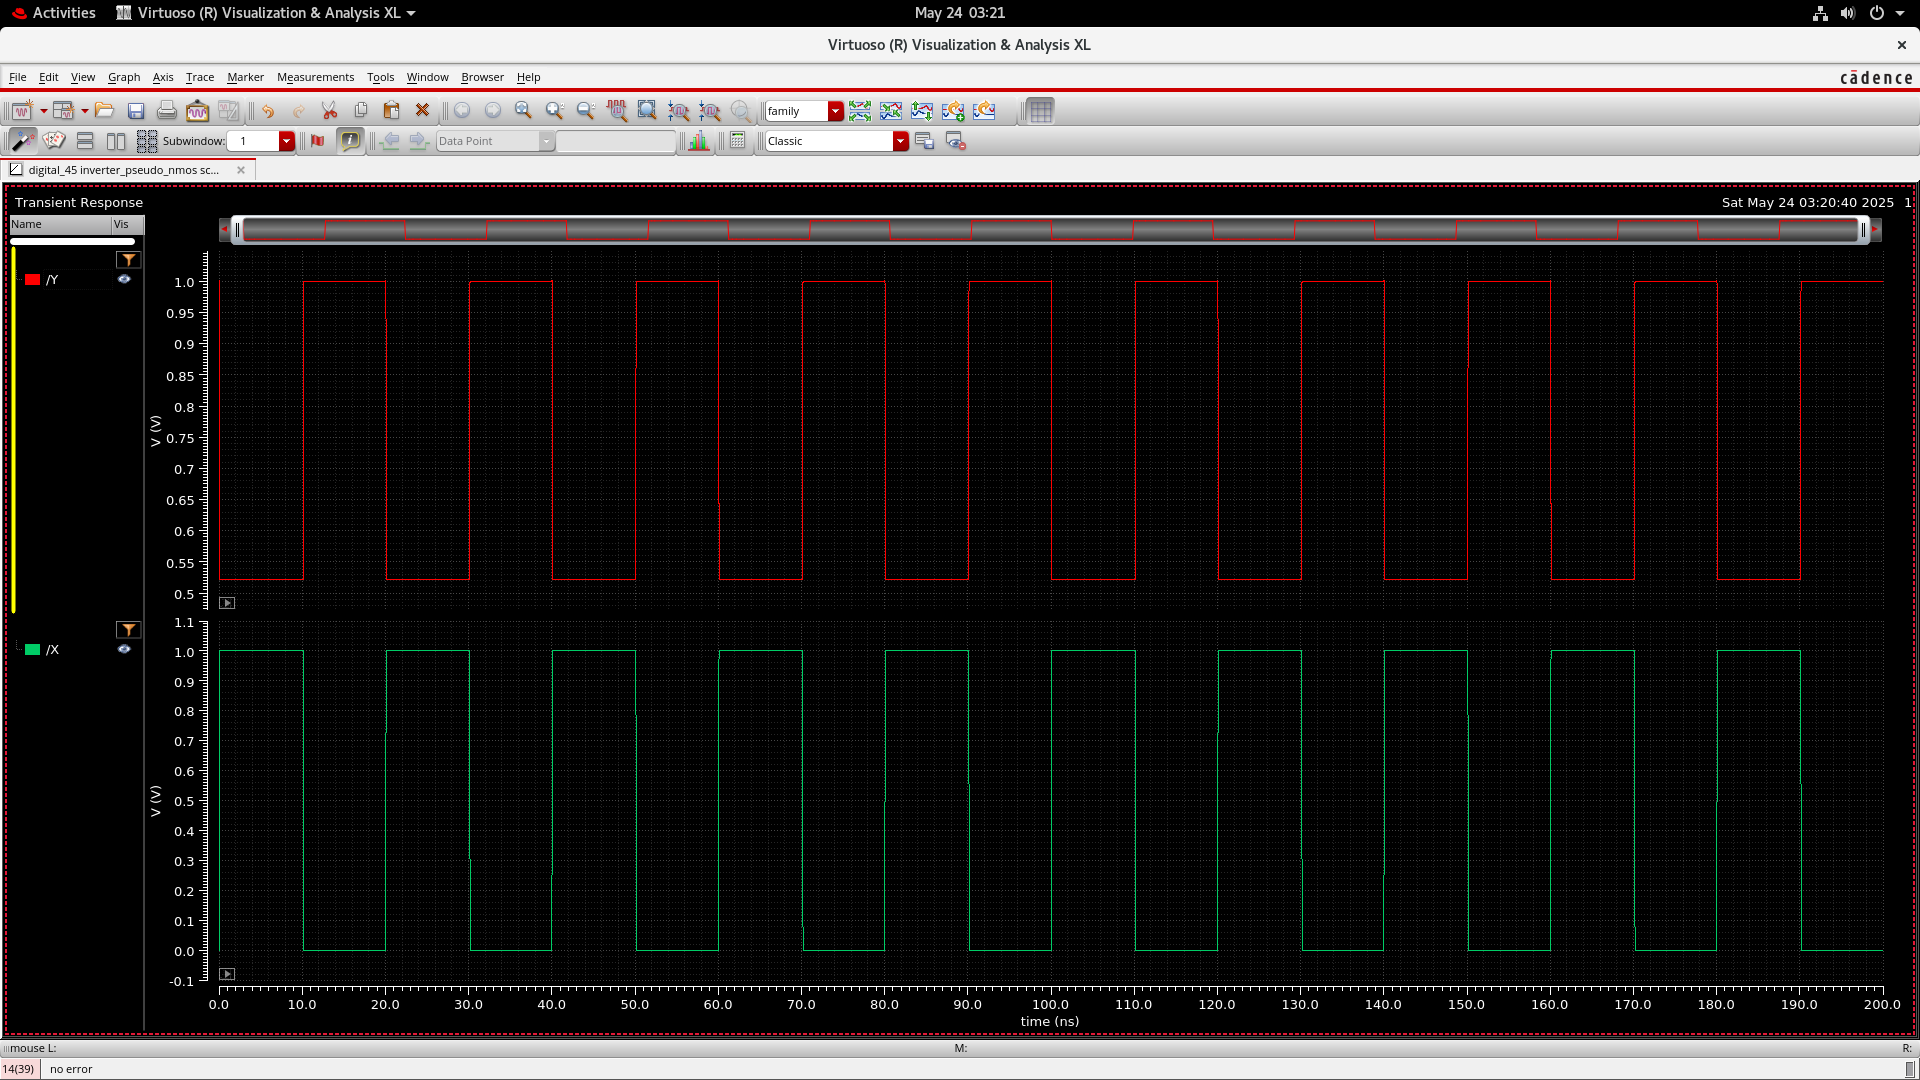 Activities Virtuoso (R) Visualization & Analysis XL May 24 03:21
Virtuoso (R) Visualization & Analysis XL
File Edit View Graph Axis Trace Marker Measurements Tools Window Browser Help cādence
family
Subwindow: 1 Data Point Classic
digital_45 inverter_pseudo_nmos sc...
Transient Response Sat May 24 03:20:40 2025 1
Name Vis
/Y
1.0
0.95
0.9
0.85
0.8
0.75
0.7
0.65
0.6
0.55
0.5
V (V)
/X
1.1
1.0
0.9
0.8
0.7
0.6
0.5
0.4
0.3
0.2
0.1
0.0
-0.1
V (V)
0.0 10.0 20.0 30.0 40.0 50.0 60.0 70.0 80.0 90.0 100.0 110.0 120.0 130.0 140.0 150.0 160.0 170.0 180.0 190.0 200.0
time (ns)
mouse L: M: R:
14(39) no error